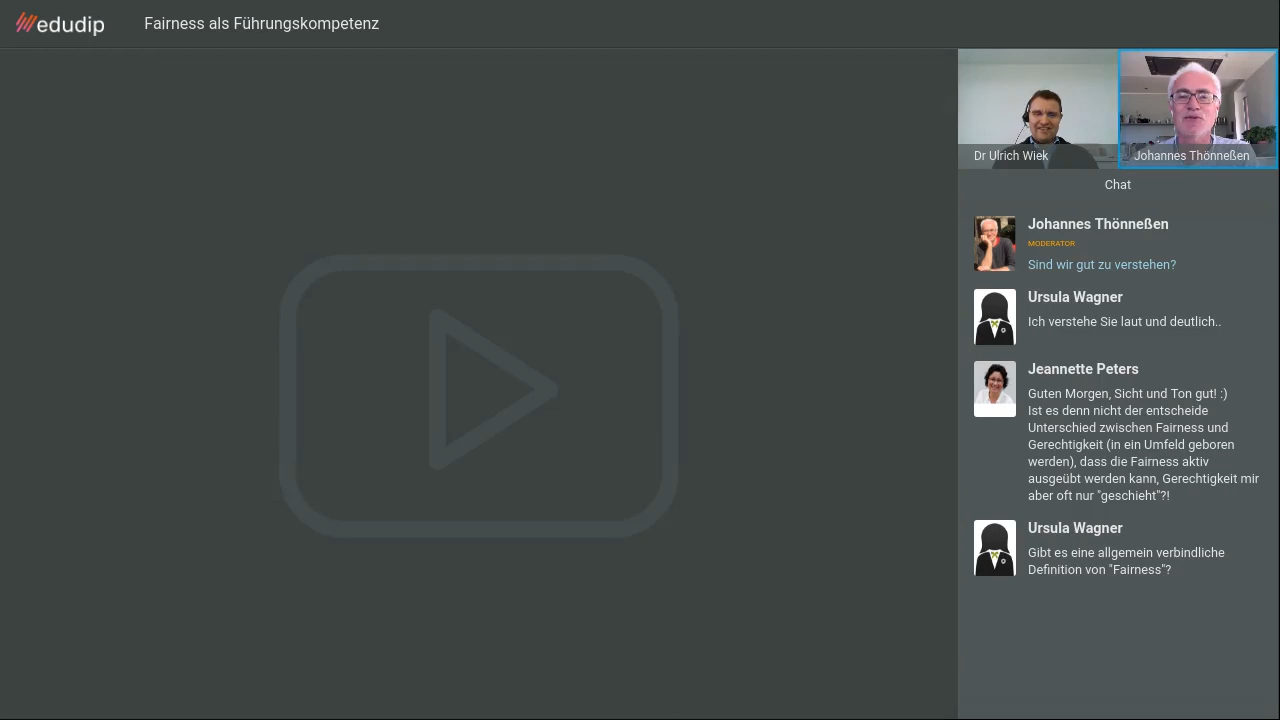 edudip
Fairness als Führungskompetenz
Dr Ulrich Wiek
Johannes Thönneßen
Chat
Johannes Thönneßen
MODERATOR
Sind wir gut zu verstehen?
Ursula Wagner
Ich verstehe Sie laut und deutlich..
Jeannette Peters
Guten Morgen, Sicht und Ton gut! :)
Ist es denn nicht der entscheide
Unterschied zwischen Fairness und
Gerechtigkeit (in ein Umfeld geboren
werden), dass die Fairness aktiv
ausgeübt werden kann, Gerechtigkeit mir
aber oft nur "geschieht"?!
Ursula Wagner
Gibt es eine allgemein verbindliche
Definition von "Fairness"?